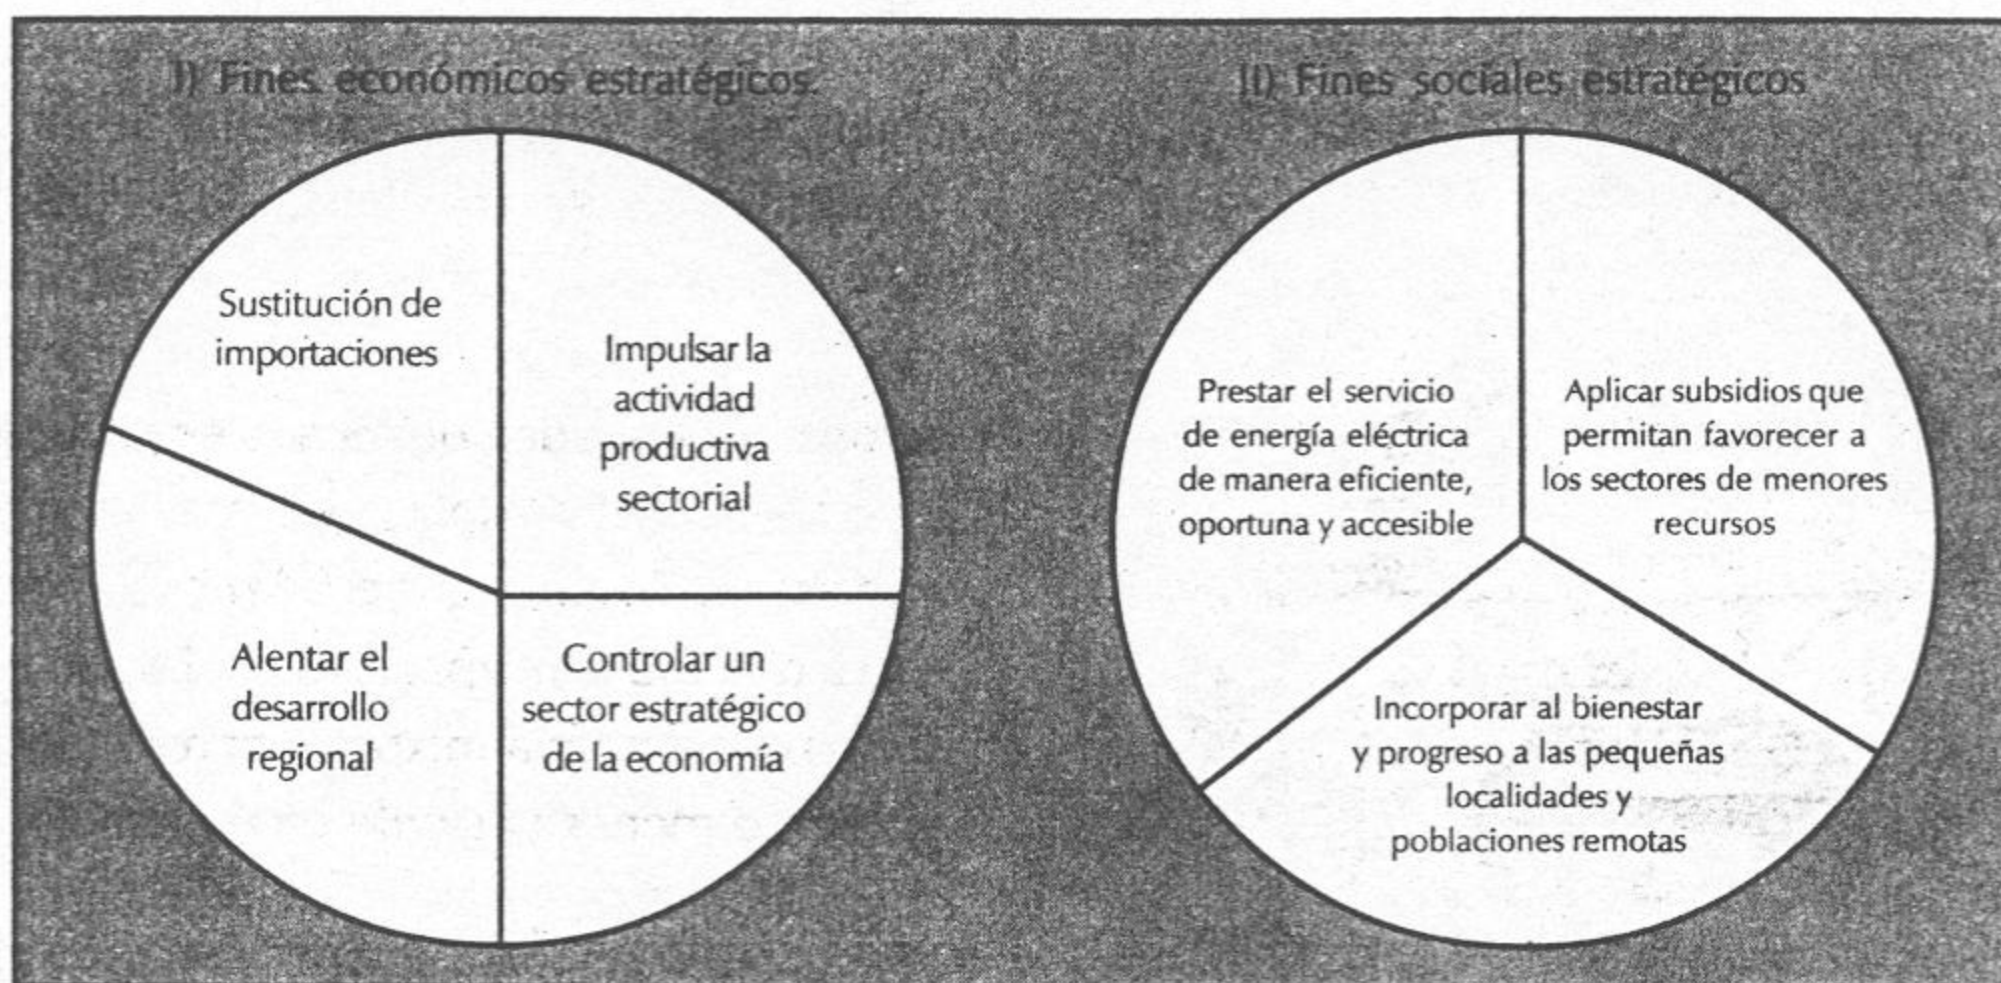 I) Fines económicos estratégicos.
Sustitución de
importaciones
Impulsar la
actividad
productiva
sectorial
Alentar el
desarrollo
regional
Controlar un
sector estratégico
de la economía
II) Fines sociales estratégicos
Prestar el servicio
de energía eléctrica
de manera eficiente,
oportuna y accesible
Aplicar subsidios que
permitan favorecer a
los sectores de menores
recursos
Incorporar al bienestar
y progreso a las pequeñas
localidades y
poblaciones remotas